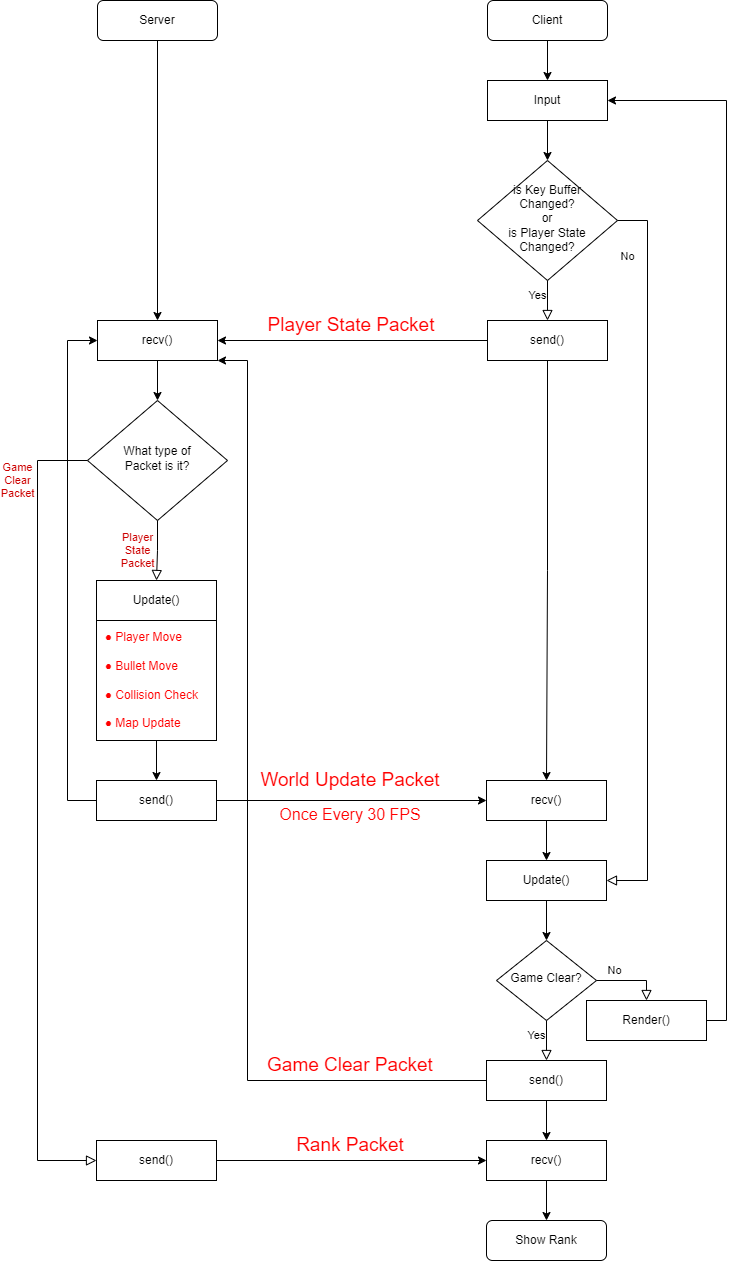 Server
Client
Input
is Key Buffer
Changed?
or
is Player State
Changed?
No
Yes
Player State Packet
recv()
send()
What type of
Packet is it?
Game
Clear
Packet
Player
State
Packet
Update()
● Player Move
● Bullet Move
● Collision Check
● Map Update
World Update Packet
send()
recv()
Once Every 30 FPS
Update()
Game Clear?
No
Render()
Yes
Game Clear Packet
send()
Rank Packet
send()
recv()
Show Rank